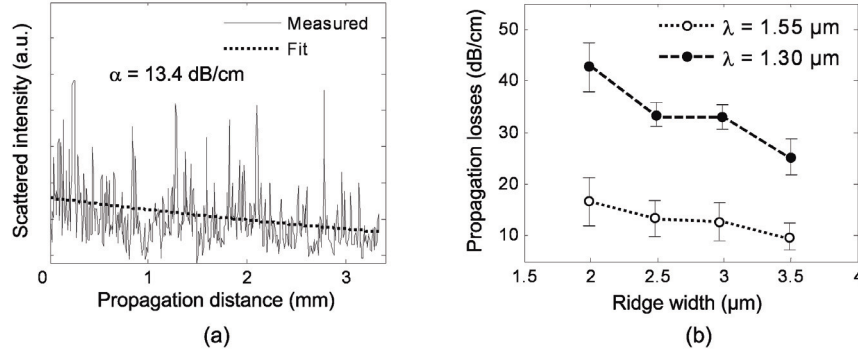 Scattered intensity (a.u.)
Measured
Fit
α = 13.4 dB/cm
0
1
2
3
Propagation distance (mm)
(a)
Propagation losses (dB/cm)
50
40
30
20
10
λ = 1.55 µm
λ = 1.30 µm
1.5
2
2.5
3
3.5
4
Ridge width (µm)
(b)